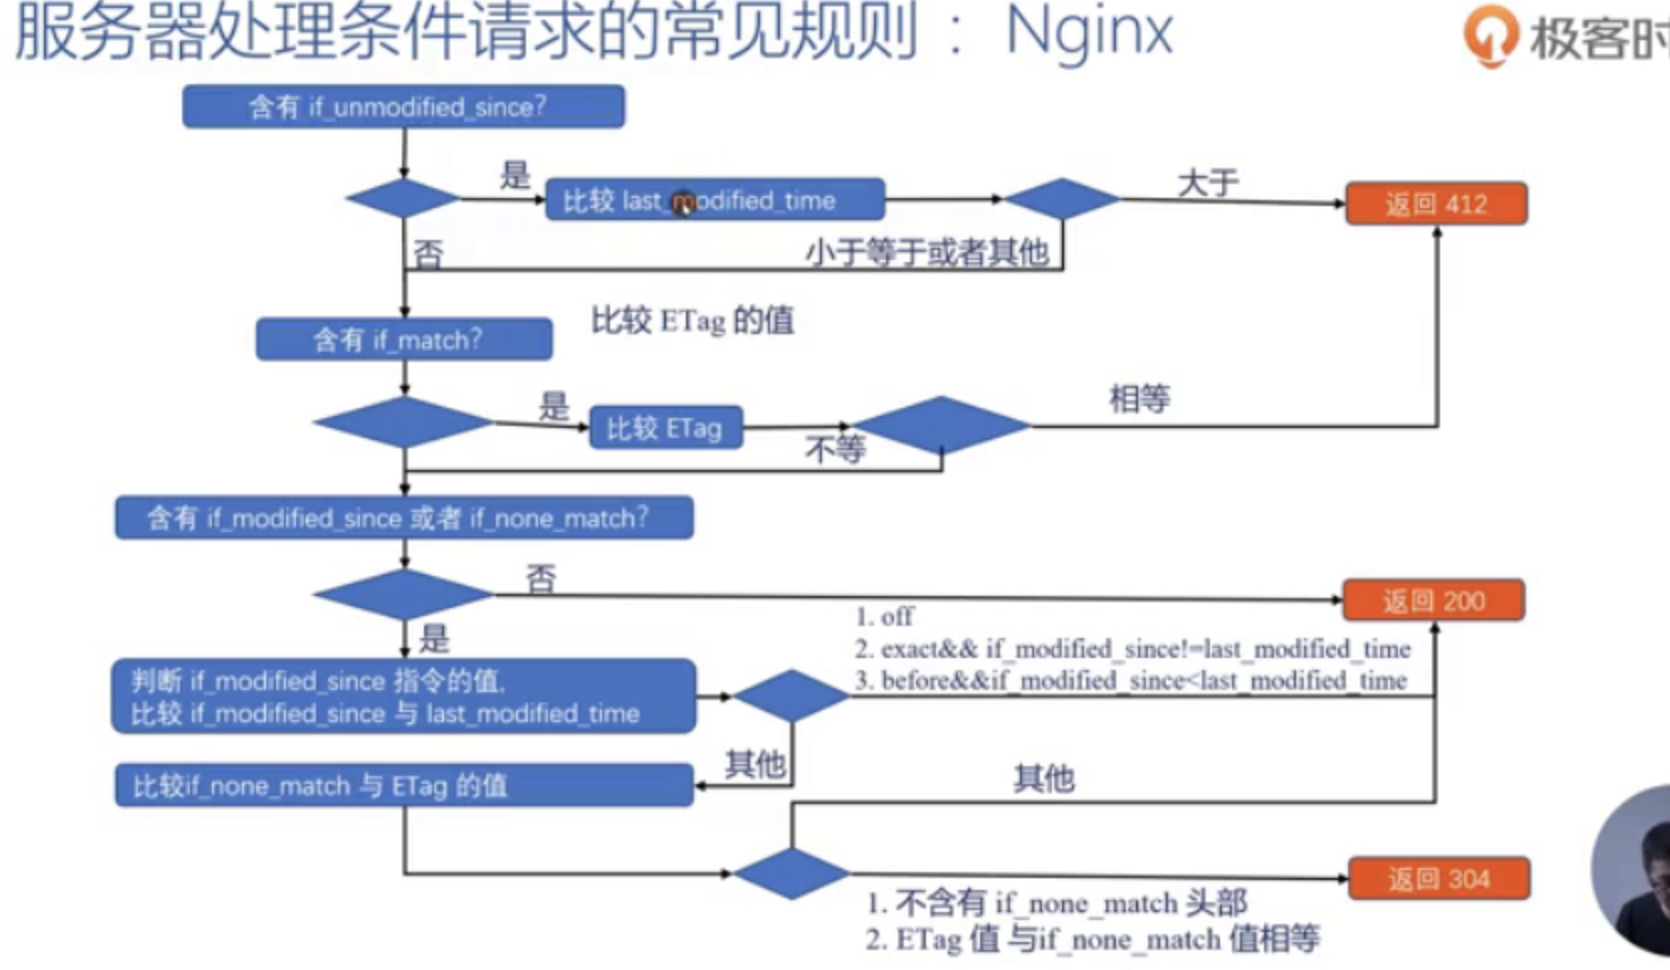 服务器处理条件请求的常见规则：Nginx
极客时
含有 if_unmodified_since?
是
比较 last_modified_time
大于
返回 412
否
小于等于或者其他
比较 ETag 的值
含有 if_match?
是
比较 ETag
不等
相等
含有 if_modified_since 或者 if_none_match?
否
返回 200
是
1. off
2. exact&& if_modified_since!=last_modified_time
3. before&&if_modified_since<last_modified_time
判断 if_modified_since 指令的值,
比较 if_modified_since 与 last_modified_time
其他
比较if_none_match 与 ETag 的值
其他
返回 304
1. 不含有 if_none_match 头部
2. ETag 值 与if_none_match 值相等